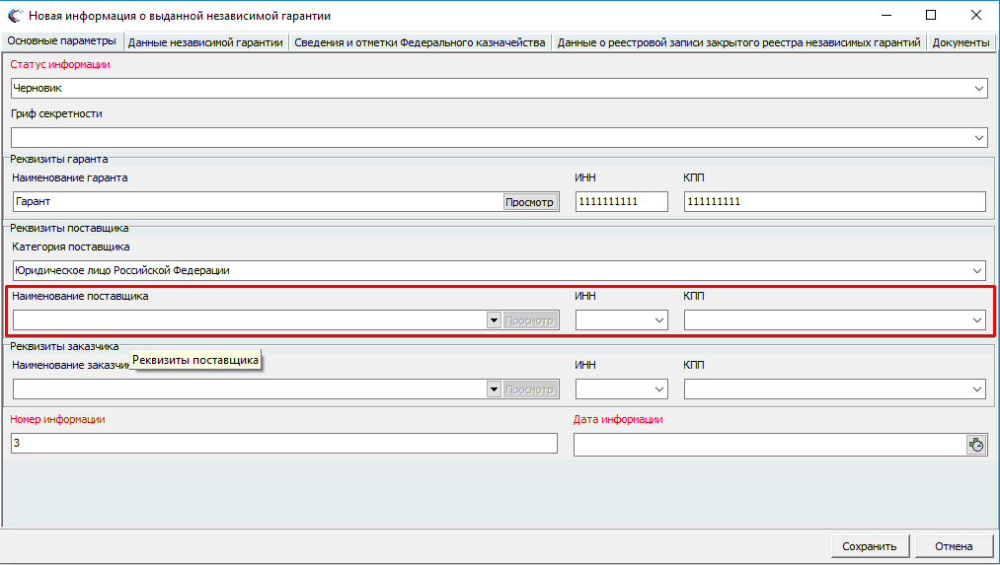 Новая информация о выданной независимой гарантии
Основные параметры Данные независимой гарантии Сведения и отметки Федерального казначейства Данные о реестровой записи закрытого реестра независимых гарантий Документы
Статус информации
Черновик
Гриф секретности
Реквизиты гаранта
Наименование гаранта ИНН КПП
Гарант Просмотр 1111111111 111111111
Реквизиты поставщика
Категория поставщика
Юридическое лицо Российской Федерации
Наименование поставщика ИНН КПП
Просмотр
Реквизиты заказчика
Реквизиты поставщика
Наименование заказчи ИНН КПП
Просмотр
Номер информации Дата информации
3
Сохранить Отмена